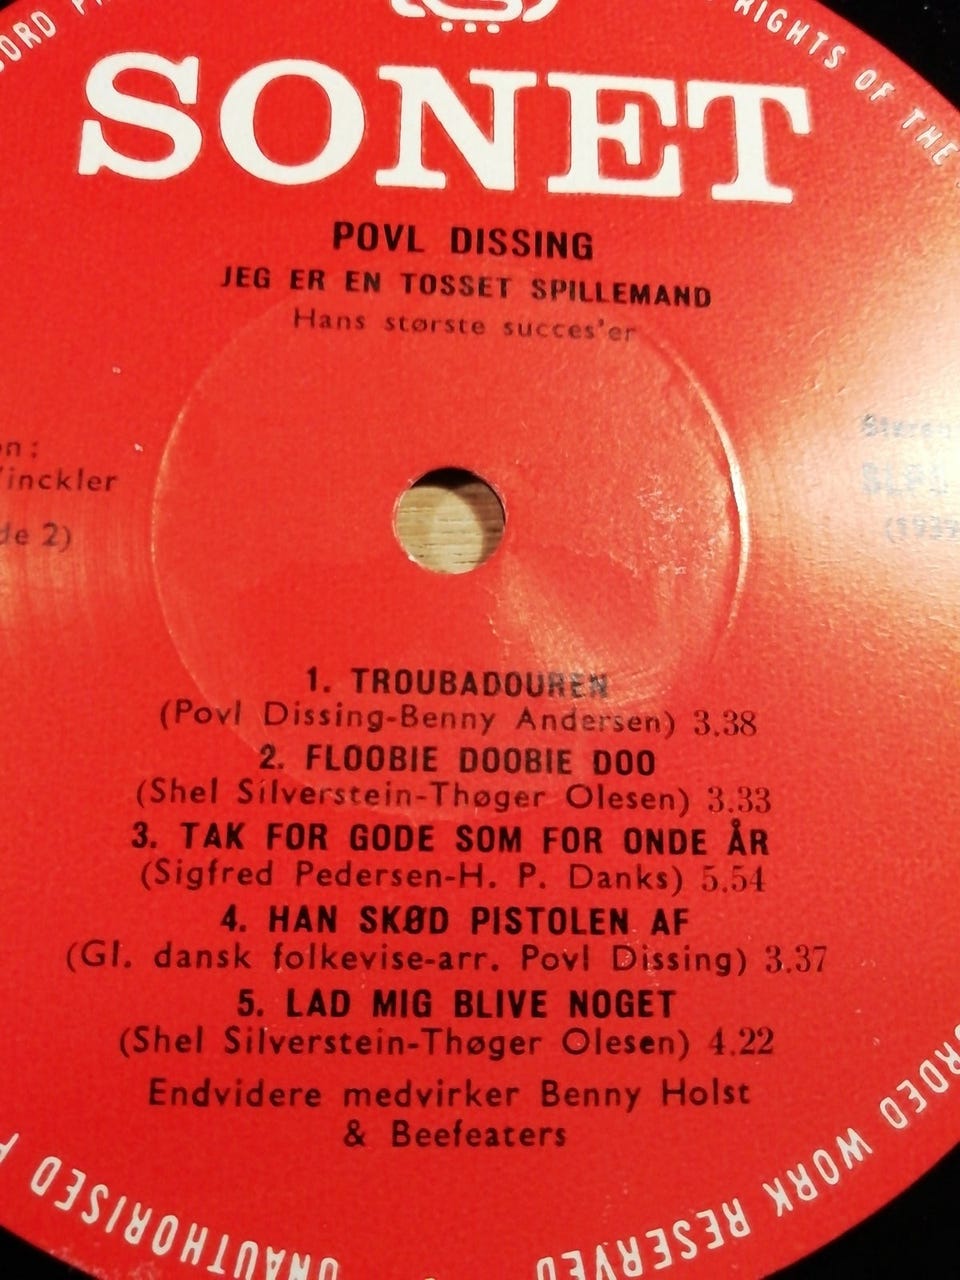 SONET
POVL DISSING
JEG ER EN TOSSET SPILLEMAND
Hans største succes'er
Stereo
1. TROUBADOUREN
(Povl Dissing-Benny Andersen) 3.38
2. FLOOBIE DOOBIE DOO
(Shel Silverstein-Thøger Olesen) 3.33
3. TAK FOR GODE SOM FOR ONDE ÅR
(Sigfred Pedersen-H. P. Danks) 5.54
4. HAN SKØD PISTOLEN AF
(Gl. dansk folkevise-arr. Povl Dissing) 3.37
5. LAD MIG BLIVE NOGET
(Shel Silverstein-Thøger Olesen) 4.22
Endvidere medvirker Benny Holst
& Beefeaters
RIGHTS OF THE
WORK RESERVED
UNAUTHORISED